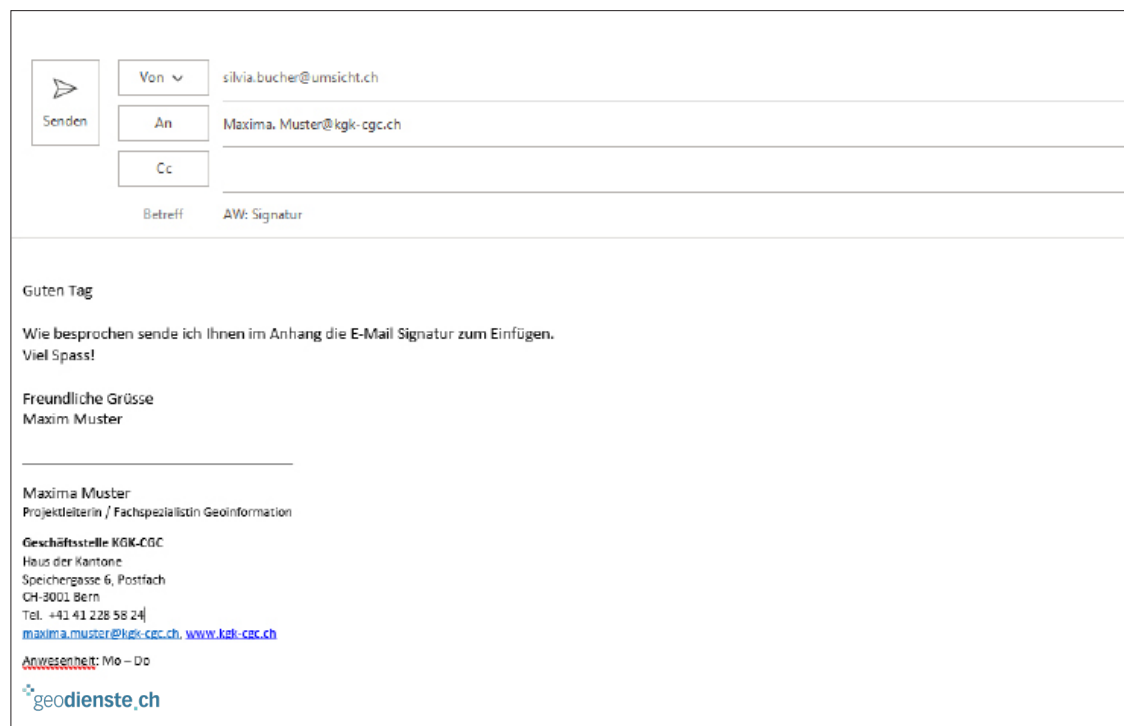 Senden
Von
silvia.bucher@umsicht.ch
An
Maxima. Muster@kgk-cgc.ch
Cc
Betreff
AW: Signatur
Guten Tag
Wie besprochen sende ich Ihnen im Anhang die E-Mail Signatur zum Einfügen.
Viel Spass!
Freundliche Grüsse
Maxim Muster
Maxima Muster
Projektleiterin / Fachspezialistin Geoinformation
Geschäftsstelle KGK-CGC
Haus der Kantone
Speichergasse 6, Postfach
CH-3001 Bern
Tel. +41 41 228 58 24
maxima.muster@kgk-cgc.ch, www.kgk-cgc.ch
Anwesenheit: Mo – Do
geodienste.ch